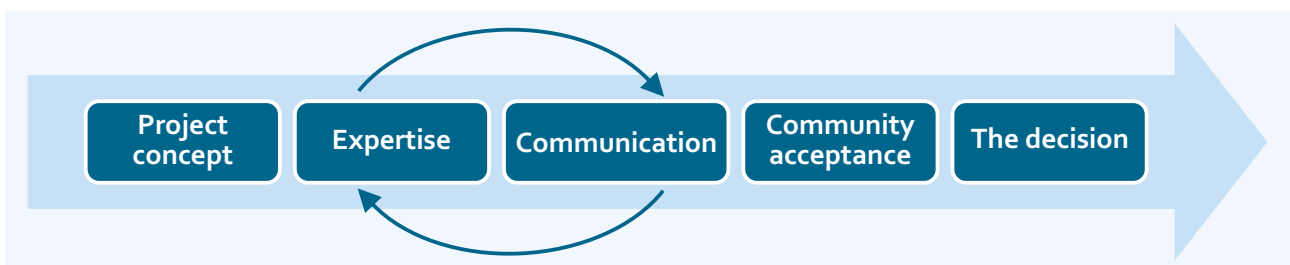 Project
concept
Expertise
Communication
Community
acceptance
The decision